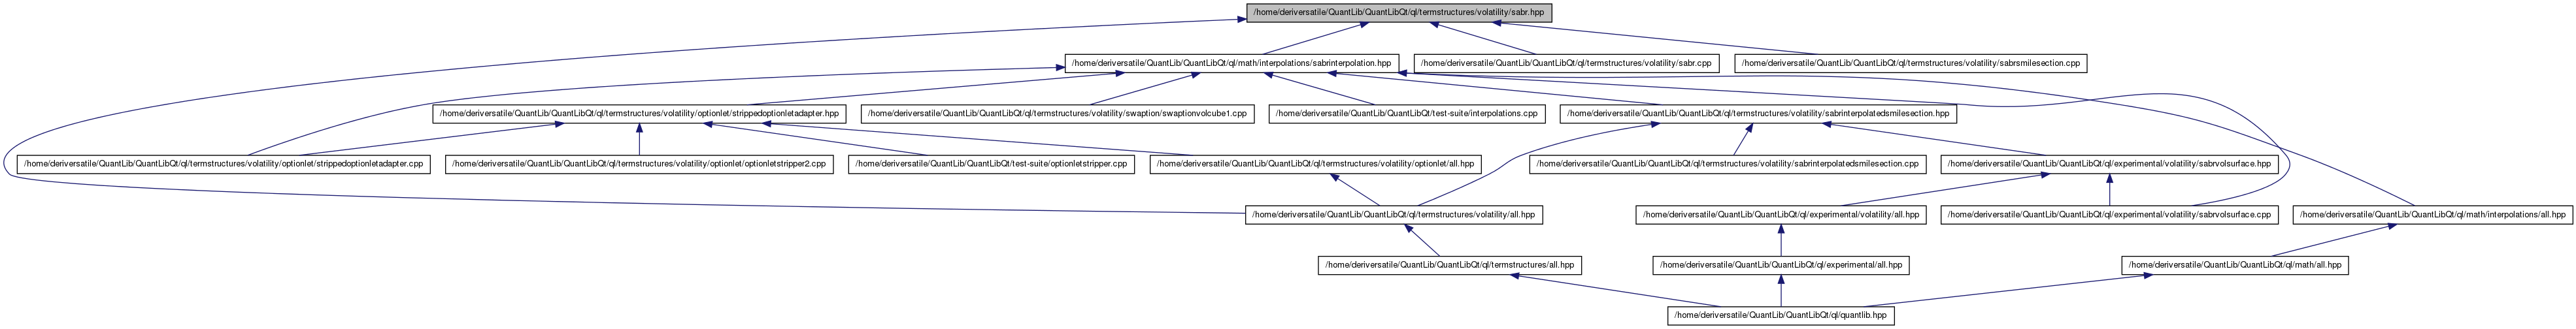 /home/deriversatile/QuantLib/QuantLibQt/ql/termstructures/volatility/sabr.hpp
/home/deriversatile/QuantLib/QuantLibQt/ql/math/interpolations/sabrinterpolation.hpp
/home/deriversatile/QuantLib/QuantLibQt/ql/termstructures/volatility/sabr.cpp
/home/deriversatile/QuantLib/QuantLibQt/ql/termstructures/volatility/sabrsmilesection.cpp
/home/deriversatile/QuantLib/QuantLibQt/ql/termstructures/volatility/optionlet/strippedoptionletadapter.hpp
/home/deriversatile/QuantLib/QuantLibQt/ql/termstructures/volatility/swaption/swaptionvolcube1.cpp
/home/deriversatile/QuantLib/QuantLibQt/test-suite/interpolations.cpp
/home/deriversatile/QuantLib/QuantLibQt/ql/termstructures/volatility/sabrinterpolatedsmilesection.hpp
/home/deriversatile/QuantLib/QuantLibQt/ql/termstructures/volatility/optionlet/strippedoptionletadapter.cpp
/home/deriversatile/QuantLib/QuantLibQt/ql/termstructures/volatility/optionlet/optionletstripper2.cpp
/home/deriversatile/QuantLib/QuantLibQt/test-suite/optionletstripper.cpp
/home/deriversatile/QuantLib/QuantLibQt/ql/termstructures/volatility/optionlet/all.hpp
/home/deriversatile/QuantLib/QuantLibQt/ql/termstructures/volatility/sabrinterpolatedsmilesection.cpp
/home/deriversatile/QuantLib/QuantLibQt/ql/experimental/volatility/sabrvolsurface.hpp
/home/deriversatile/QuantLib/QuantLibQt/ql/termstructures/volatility/all.hpp
/home/deriversatile/QuantLib/QuantLibQt/ql/experimental/volatility/all.hpp
/home/deriversatile/QuantLib/QuantLibQt/ql/experimental/volatility/sabrvolsurface.cpp
/home/deriversatile/QuantLib/QuantLibQt/ql/math/interpolations/all.hpp
/home/deriversatile/QuantLib/QuantLibQt/ql/termstructures/all.hpp
/home/deriversatile/QuantLib/QuantLibQt/ql/experimental/all.hpp
/home/deriversatile/QuantLib/QuantLibQt/ql/math/all.hpp
/home/deriversatile/QuantLib/QuantLibQt/ql/quantlib.hpp